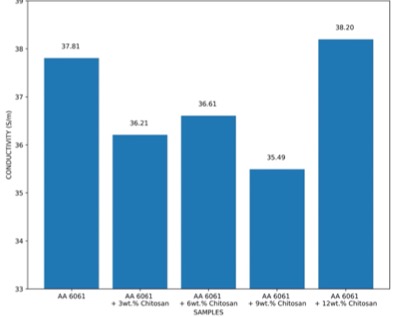 39
38
37
36
35
34
33
CONDUCTIVITY (S/m)
37.81
36.21
36.61
35.49
38.20
AA 6061
AA 6061
+ 3wt.% Chitosan
AA 6061
+ 6wt.% Chitosan
AA 6061
+ 9wt.% Chitosan
AA 6061
+ 12wt.% Chitosan
SAMPLES